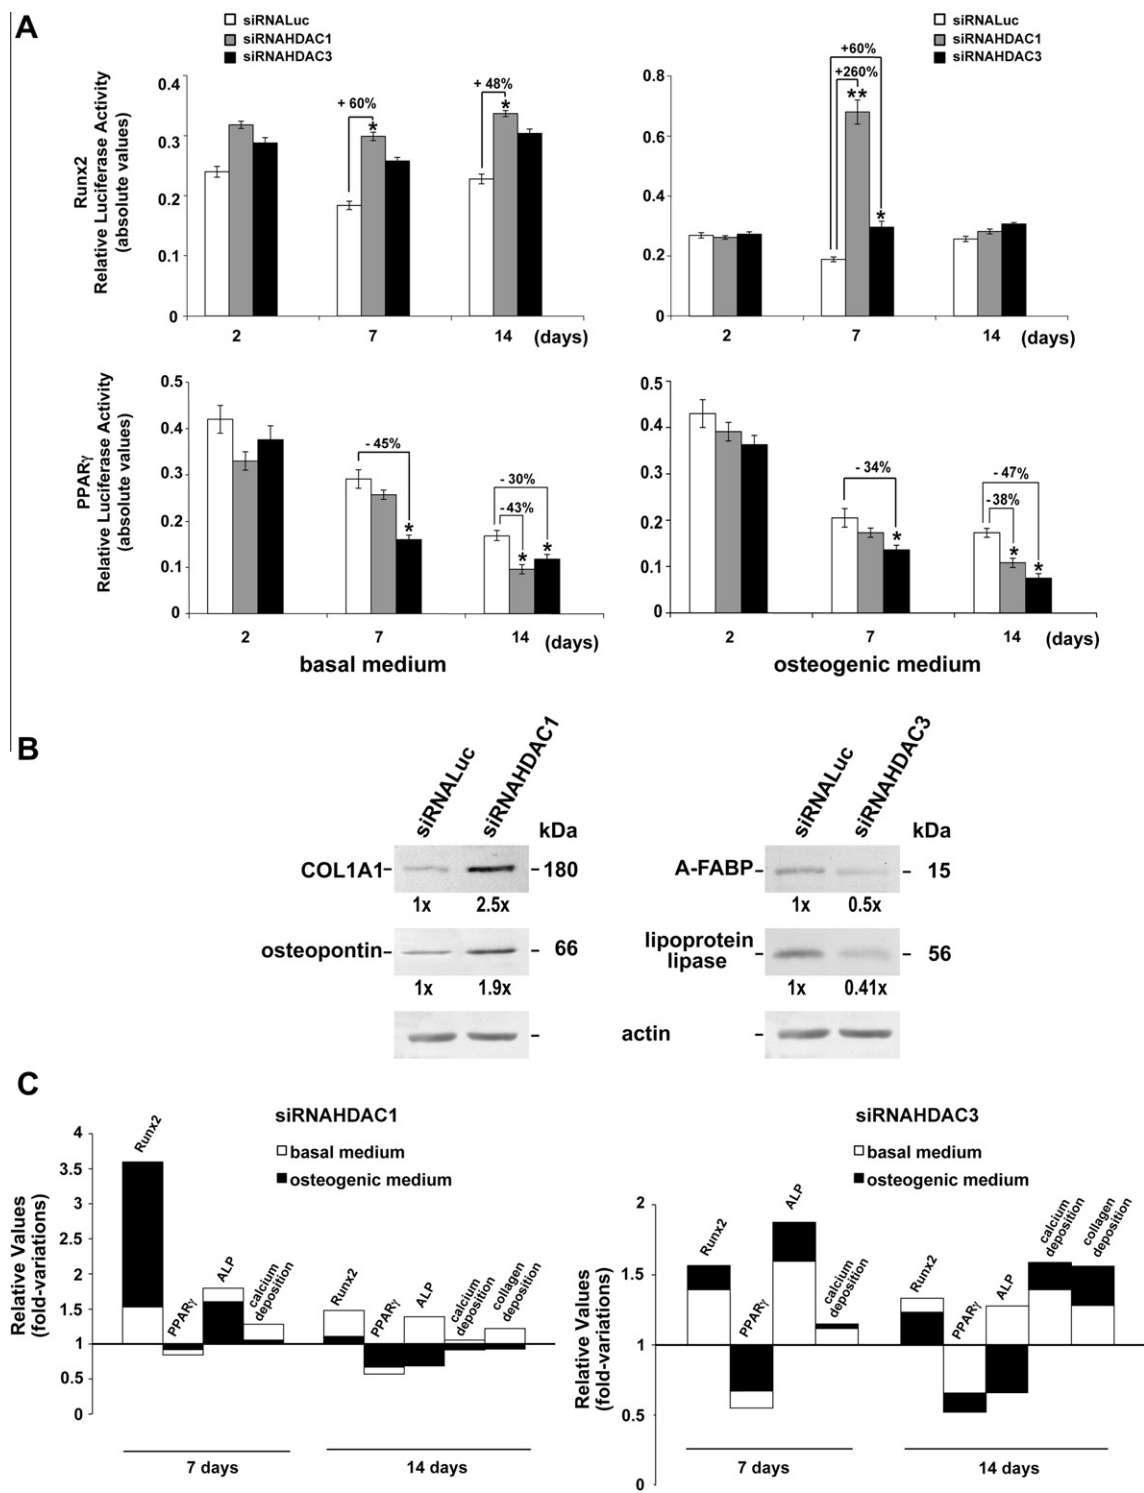 A
siRNALuc
siRNAHDAC1
siRNAHDAC3
Runx2
Relative Luciferase Activity
(absolute values)
0.4
0.3
0.2
0.1
0
+ 60%
*
+ 48%
*
2
7
14
(days)
siRNALuc
siRNAHDAC1
siRNAHDAC3
0.8
0.6
0.4
0.2
0
+60%
+260%
**
*
2
7
14
(days)
PPARγ
Relative Luciferase Activity
(absolute values)
0.5
0.4
0.3
0.2
0.1
0
- 45%
*
- 30%
-43%
*
*
2
7
14
(days)
basal medium
0.5
0.4
0.3
0.2
0.1
0
- 34%
*
- 47%
-38%
*
*
2
7
14
(days)
osteogenic medium
B
siRNALuc
siRNAHDAC1
kDa
COL1A1
180
1x
2.5x
osteopontin
66
1x
1.9x
siRNALuc
siRNAHDAC3
kDa
A-FABP
15
1x
0.5x
lipoprotein
lipase
56
1x
0.41x
actin
C
siRNAHDAC1
basal medium
osteogenic medium
Relative Values
(fold-variations)
4
3.5
3
2.5
2
1.5
1
0.5
0
Runx2
PPARγ
ALP
calcium
deposition
Runx2
PPARγ
ALP
calcium
deposition
collagen
deposition
7 days
14 days
siRNAHDAC3
basal medium
osteogenic medium
Relative Values
(fold-variations)
2
1.5
1
0.5
0
Runx2
PPARγ
ALP
calcium
deposition
Runx2
PPARγ
ALP
calcium
deposition
collagen
deposition
7 days
14 days